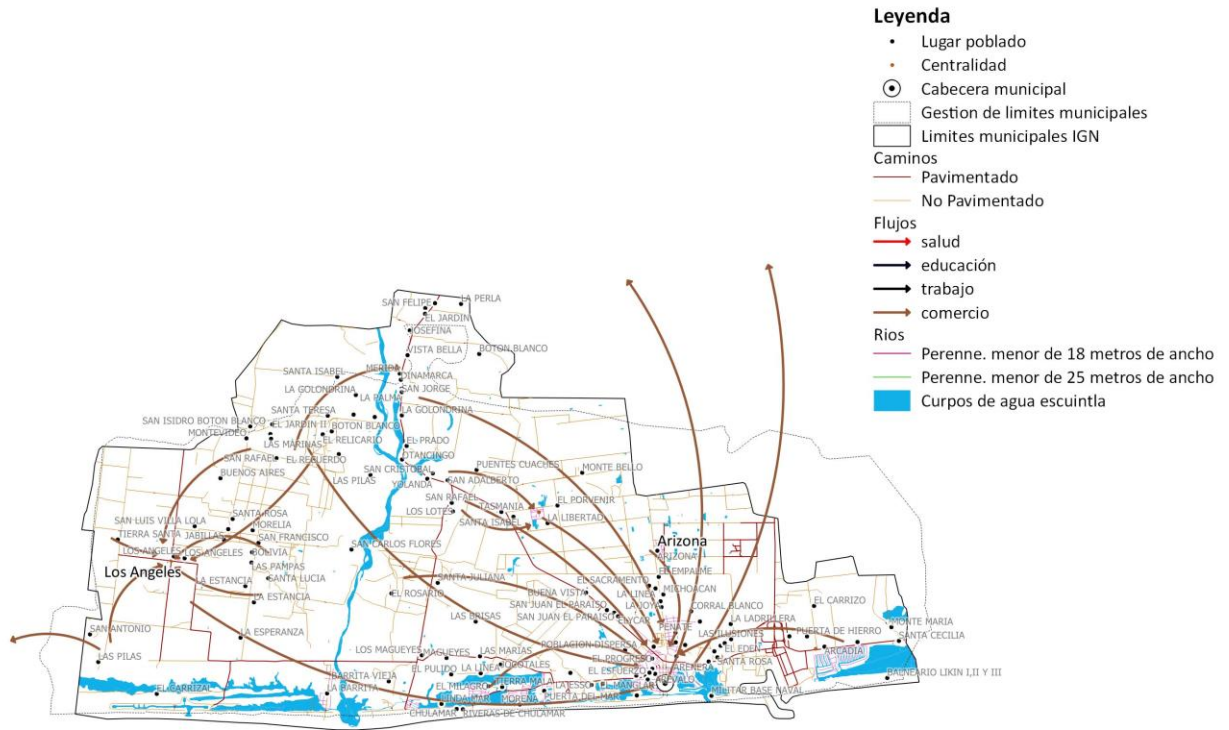 Leyenda
Lugar poblado
Centralidad
Cabecera municipal
Gestion de limites municipales
Limites municipales IGN
Caminos
Pavimentado
No Pavimentado
Flujos
salud
educación
trabajo
comercio
Rios
Perenne. menor de 18 metros de ancho
Perenne. menor de 25 metros de ancho
Curpos de agua escuintla
SAN FELIPE
LA PERLA
EL JARDIN
JOSEFINA
VISTA BELLA
BOTON BLANCO
MERIDA
SANTA ISABEL
DINAMARCA
SAN JORGE
LA GOLONDRINA
LA PALMA
SANTA TERESA
LA GOLONDRINA
SAN ISIDRO BOTON BLANCO
EL JARDIN II
BOTON BLANCO
MONTEVIDEO
LAS MARINAS
EL RELICARIO
EL PRADO
SAN RAFAEL
EL RECUERDO
OTANCINGO
BUENOS AIRES
LAS PILAS
SAN CRISTOBAL
PUENTES CUACHES
MONTE BELLO
YOLANDA
SAN ADALBERTO
SAN RAFAEL
EL PORVENIR
LOS LOTES
TASMANIA
SANTA ISABEL
LA LIBERTAD
SANTA ROSA
SAN LUIS VILLA LOLA
MORELIA
TIERRA SANTA
JABILLAS
SAN FRANCISCO
SAN CARLOS FLORES
Arizona
LOS ANGELES
LOS ANGELES
BOLIVIA
ARIZONA
Los Angeles
LAS PAMPAS
SANTA LUCIA
EL EMPALME
LA ESTANCIA
SANTA JULIANA
EL SACRAMENTO
MICHOACAN
LA ESTANCIA
EL ROSARIO
BUENA VISTA
LA LINEA
SAN JUAN EL PARAISO
LA JOYA
CORRAL BLANCO
EL CARRIZO
SAN JUAN EL PARAISO
LAS BRISAS
LA LADRILLERA
SAN ANTONIO
LA ESPERANZA
PEÑATE
LAS ILUSIONES
PUERTA DE HIERRO
MONTE MARIA
SANTA CECILIA
POBLACION DISPERSA
EL EDEN
ARCADIA
LAS PILAS
LOS MAGUEYES
MAGUEYES
LAS MARIAS
EL PROGRESO
SANTA ROSA
EL PULIDO
LA LINEA
EL ESFUERZO
ARENERA
BALNEARIO LIKIN I,II Y III
BARRITA VIEJA
TIERRA MALA
AREVALO
EL CARRIZAL
LA BARRITA
EL MILAGRO
EL MANGLAR
LINDA MAR
MORENA
PUERTA DEL MAR
MILITAR BASE NAVAL
CHULAMAR
RIVERAS DE CHULAMAR